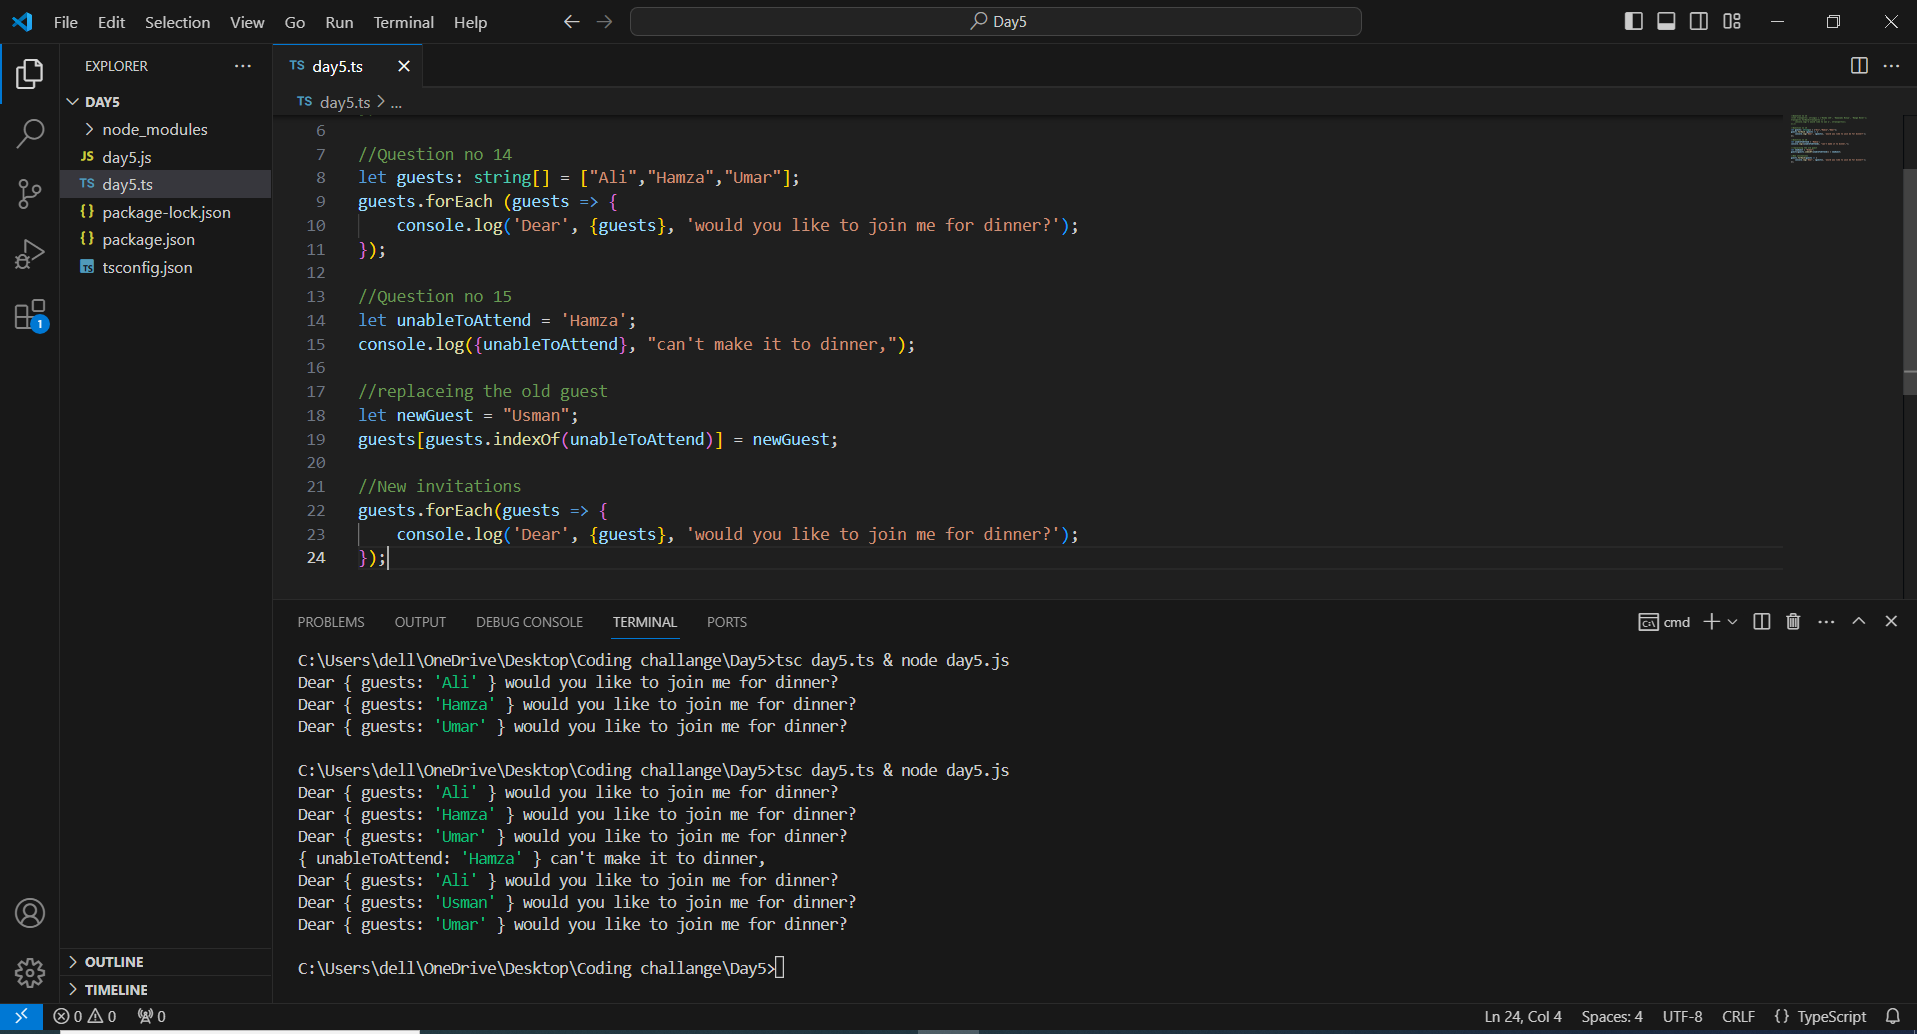 File Edit Selection View Go Run Terminal Help
Day5
EXPLORER
DAY5
node_modules
JS day5.js
TS day5.ts
{} package-lock.json
{} package.json
TS tsconfig.json
OUTLINE
TIMELINE
1
TS day5.ts
TS day5.ts > ...
6
7 //Question no 14
8 let guests: string[] = ["Ali","Hamza","Umar"];
9 guests.forEach (guests => {
10 console.log('Dear', {guests}, 'would you like to join me for dinner?');
11 });
12
13 //Question no 15
14 let unableToAttend = 'Hamza';
15 console.log({unableToAttend}, "can't make it to dinner,");
16
17 //replaceing the old guest
18 let newGuest = "Usman";
19 guests[guests.indexOf(unableToAttend)] = newGuest;
20
21 //New invitations
22 guests.forEach(guests => {
23 console.log('Dear', {guests}, 'would you like to join me for dinner?');
24 });
PROBLEMS OUTPUT DEBUG CONSOLE TERMINAL PORTS
cmd
C:\Users\dell\OneDrive\Desktop\Coding challange\Day5>tsc day5.ts & node day5.js
Dear { guests: 'Ali' } would you like to join me for dinner?
Dear { guests: 'Hamza' } would you like to join me for dinner?
Dear { guests: 'Umar' } would you like to join me for dinner?
C:\Users\dell\OneDrive\Desktop\Coding challange\Day5>tsc day5.ts & node day5.js
Dear { guests: 'Ali' } would you like to join me for dinner?
Dear { guests: 'Hamza' } would you like to join me for dinner?
Dear { guests: 'Umar' } would you like to join me for dinner?
{ unableToAttend: 'Hamza' } can't make it to dinner,
Dear { guests: 'Ali' } would you like to join me for dinner?
Dear { guests: 'Usman' } would you like to join me for dinner?
Dear { guests: 'Umar' } would you like to join me for dinner?
C:\Users\dell\OneDrive\Desktop\Coding challange\Day5>
0 0 0
Ln 24, Col 4 Spaces: 4 UTF-8 CRLF {} TypeScript